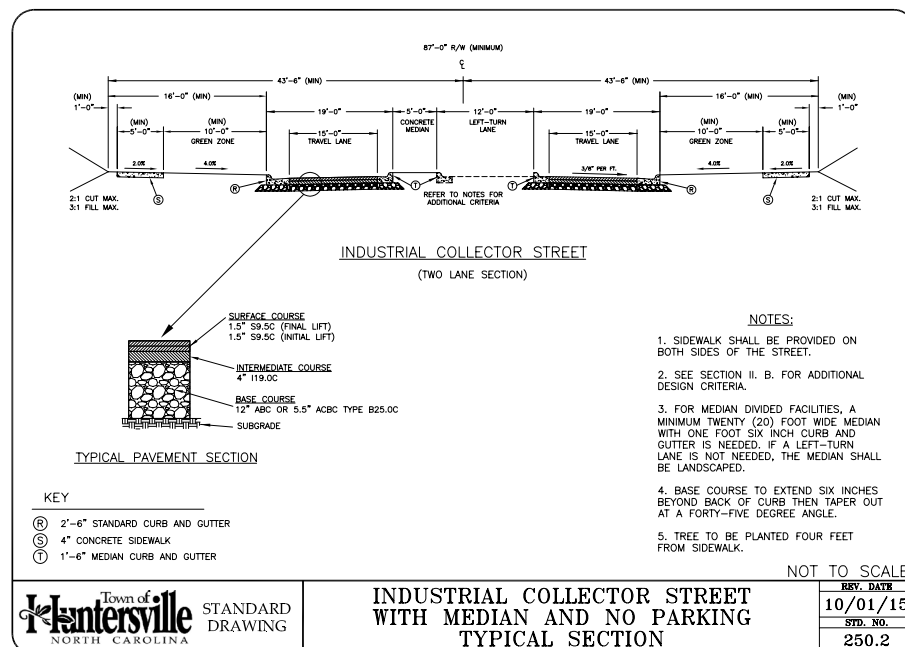 87'-0" R/W (MINIMUM)
℄
43'-6" (MIN) 43'-6" (MIN)
(MIN) 16'-0" (MIN) 16'-0" (MIN) (MIN)
1'-0" 19'-0" 5'-0" 12'-0" 19'-0" 1'-0"
(MIN) (MIN) CONCRETE LEFT-TURN (MIN) (MIN)
5'-0" 10'-0" 15'-0" MEDIAN LANE 15'-0" 10'-0" 5'-0"
GREEN ZONE TRAVEL LANE TRAVEL LANE GREEN ZONE
2.0% 4.0% 3/8" PER FT. 4.0% 2.0%
R T T R
S REFER TO NOTES FOR S
ADDITIONAL CRITERIA
2:1 CUT MAX. 2:1 CUT MAX.
3:1 FILL MAX. 3:1 FILL MAX.
INDUSTRIAL COLLECTOR STREET
(TWO LANE SECTION)
SURFACE COURSE
1.5" S9.5C (FINAL LIFT)
1.5" S9.5C (INITIAL LIFT)
INTERMEDIATE COURSE
4" I19.0C
BASE COURSE
12" ABC OR 5.5" ACBC TYPE B25.0C
SUBGRADE
TYPICAL PAVEMENT SECTION
KEY
R 2'-6" STANDARD CURB AND GUTTER
S 4" CONCRETE SIDEWALK
T 1'-6" MEDIAN CURB AND GUTTER
NOTES:
1. SIDEWALK SHALL BE PROVIDED ON
BOTH SIDES OF THE STREET.
2. SEE SECTION II. B. FOR ADDITIONAL
DESIGN CRITERIA.
3. FOR MEDIAN DIVIDED FACILITIES, A
MINIMUM TWENTY (20) FOOT WIDE MEDIAN
WITH ONE FOOT SIX INCH CURB AND
GUTTER IS NEEDED. IF A LEFT-TURN
LANE IS NOT NEEDED, THE MEDIAN SHALL
BE LANDSCAPED.
4. BASE COURSE TO EXTEND SIX INCHES
BEYOND BACK OF CURB THEN TAPER OUT
AT A FORTY-FIVE DEGREE ANGLE.
5. TREE TO BE PLANTED FOUR FEET
FROM SIDEWALK.
NOT TO SCALE
Town of
Huntersville
NORTH CAROLINA
STANDARD
DRAWING
INDUSTRIAL COLLECTOR STREET
WITH MEDIAN AND NO PARKING
TYPICAL SECTION
REV. DATE
10/01/15
STD. NO.
250.2